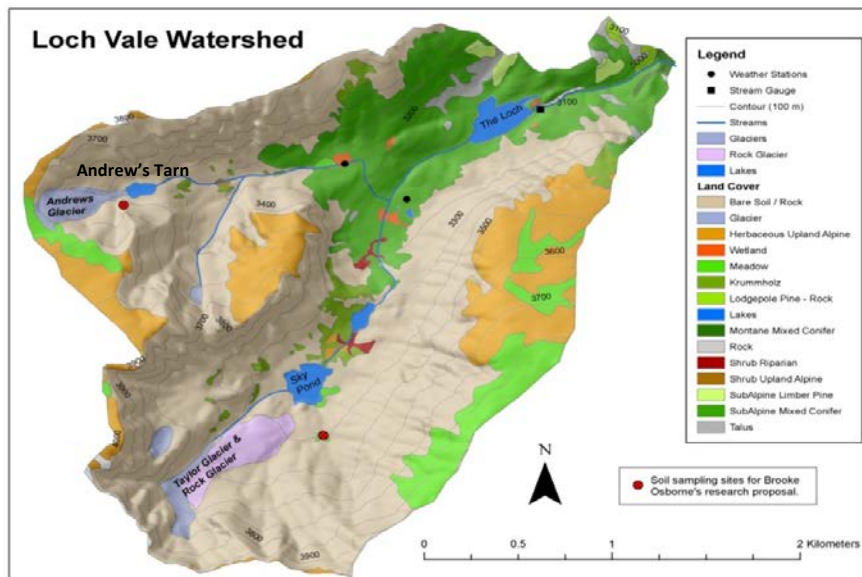 Loch Vale Watershed
Andrew's Tarn
Andrews
Glacier
The Loch
Sky
Pond
Taylor Glacier &
Rock Glacier
3700
3400
3300
3500
3600
3700
3100
3100
3900
Legend
Weather Stations
Stream Gauge
Contour (100 m)
Streams
Glaciers
Rock Glacier
Lakes
Land Cover
Bare Soil / Rock
Glacier
Herbaceous Upland Alpine
Wetland
Meadow
Krummholz
Lodgepole Pine - Rock
Lakes
Montane Mixed Conifer
Rock
Shrub Riparian
Shrub Upland Alpine
SubAlpine Limber Pine
SubAlpine Mixed Conifer
Talus
Soil sampling sites for Brooke
Osborne's research proposal.
N
0
0.5
1
2 Kilometers